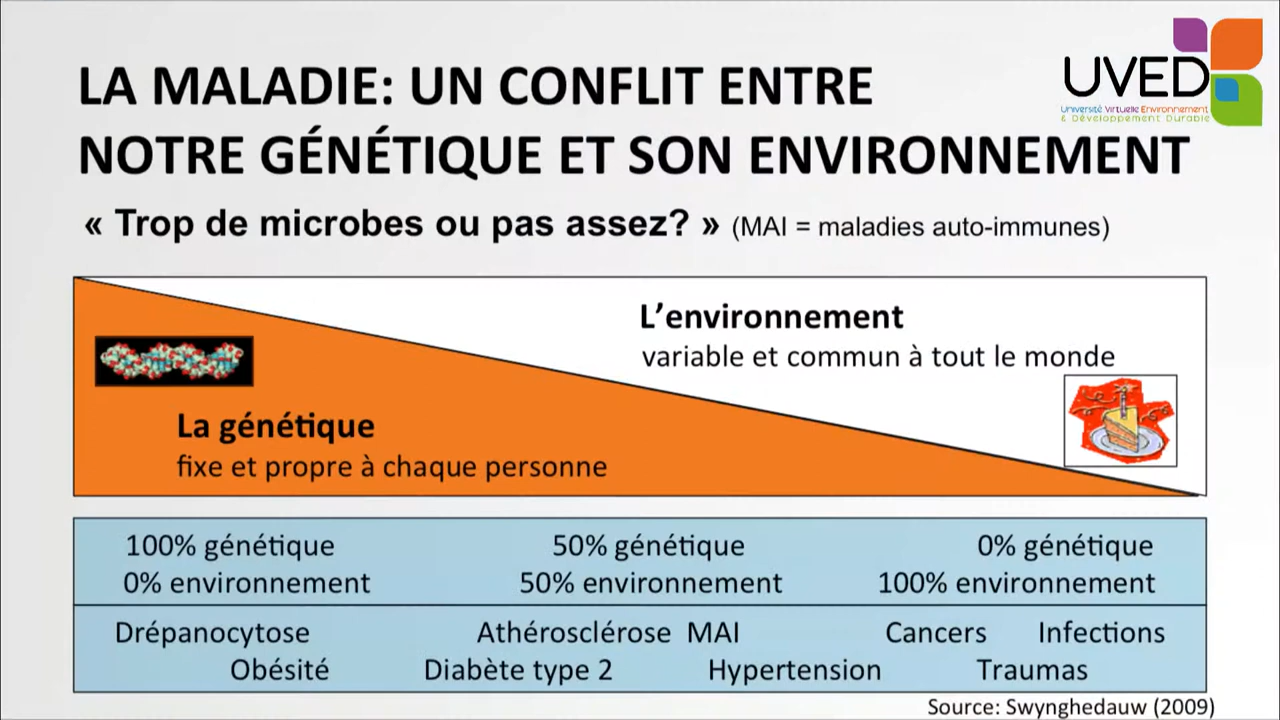 LA MALADIE: UN CONFLIT ENTRE
NOTRE GÉNÉTIQUE ET SON ENVIRONNEMENT
UVED
Université Virtuelle Environnement
& Développement Durable
« Trop de microbes ou pas assez? » (MAI = maladies auto-immunes)
L’environnement
variable et commun à tout le monde
La génétique
fixe et propre à chaque personne
100% génétique 50% génétique 0% génétique
0% environnement 50% environnement 100% environnement
Drépanocytose Athérosclérose MAI Cancers Infections
Obésité Diabète type 2 Hypertension Traumas
Source: Swynghedauw (2009)